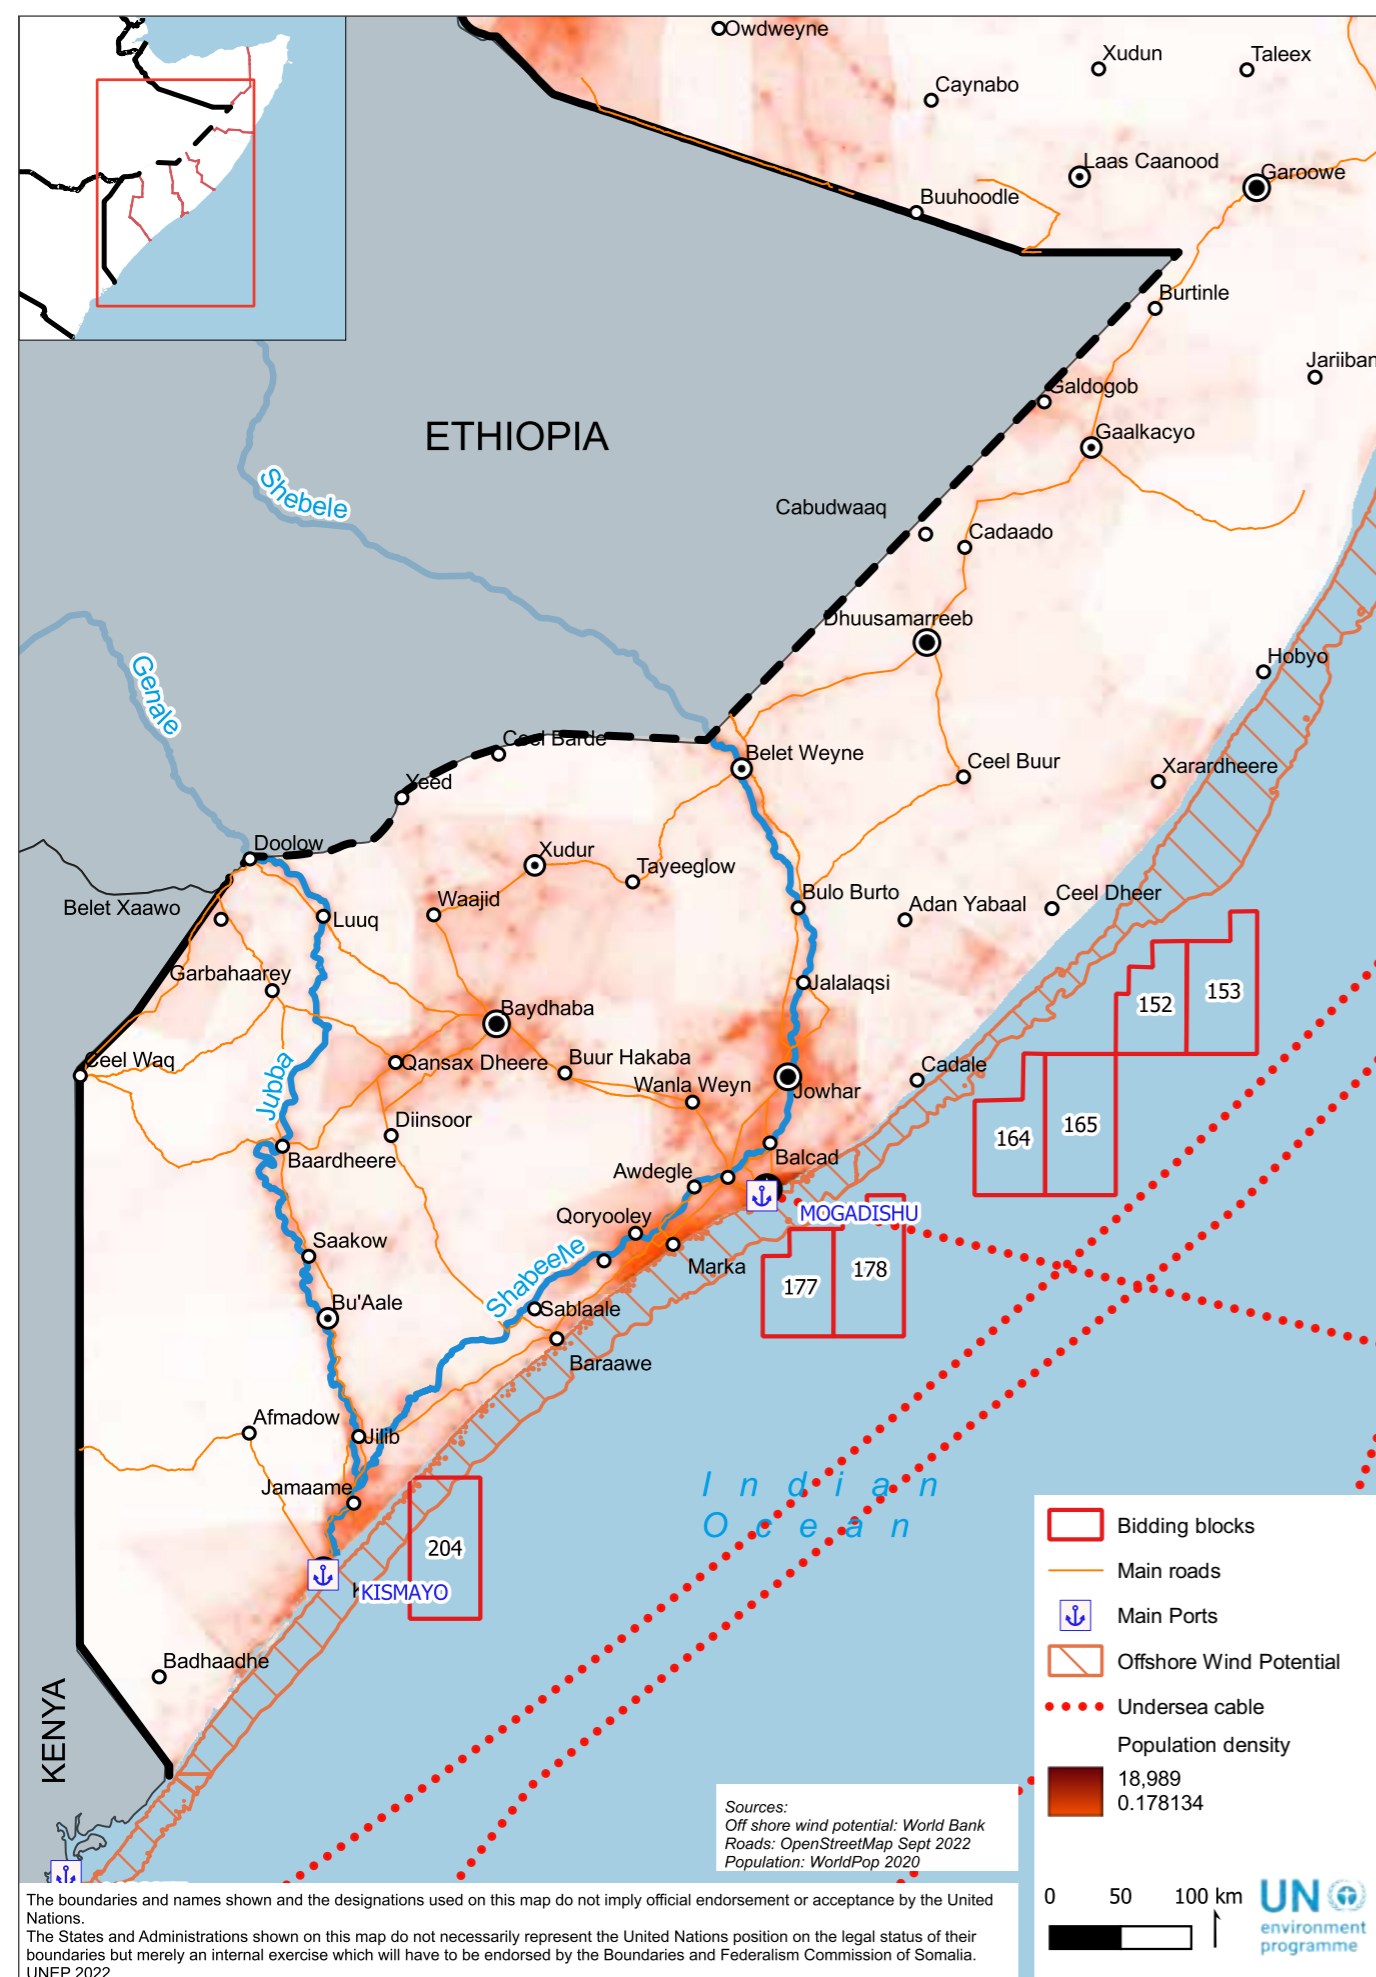 Owdweyne
Xudun
Taleex
Caynabo
Laas Caanood
Garoowe
Buuhoodle
Burtinle
Jariiban
Galdogob
ETHIOPIA
Gaalkacyo
Shebele
Cabudwaaq
Cadaado
Dhuusamarreeb
Genale
Hobyo
Ceel Barde
Belet Weyne
Ceel Buur
Xarardheere
Xeed
Doolow
Xudur
Tayeeglow
Waajid
Bulo Burto
Adan Yabaal
Ceel Dheer
Belet Xaawo
Luuq
Garbahaarey
Jalalaqsi
152
153
Baydhaba
Ceel Waq
Qansax Dheere
Buur Hakaba
Wanla Weyn
Cadale
Jowhar
Jubba
Diinsoor
164
165
Baardheere
Balcad
Awdegle
MOGADISHU
Qoryooley
Saakow
Marka
177
178
Shabeelle
Bu'Aale
Sablaale
Baraawe
Afmadow
Jilib
Jamaame
Indian
Ocean
204
KISMAYO
Badhaadhe
KENYA
Bidding blocks
Main roads
Main Ports
Offshore Wind Potential
Undersea cable
Population density
18,989
0.178134
Sources:
Off shore wind potential: World Bank
Roads: OpenStreetMap Sept 2022
Population: WorldPop 2020
0 50 100 km
UN
environment
programme
The boundaries and names shown and the designations used on this map do not imply official endorsement or acceptance by the United
Nations.
The States and Administrations shown on this map do not necessarily represent the United Nations position on the legal status of their
boundaries but merely an internal exercise which will have to be endorsed by the Boundaries and Federalism Commission of Somalia.
UNEP 2022